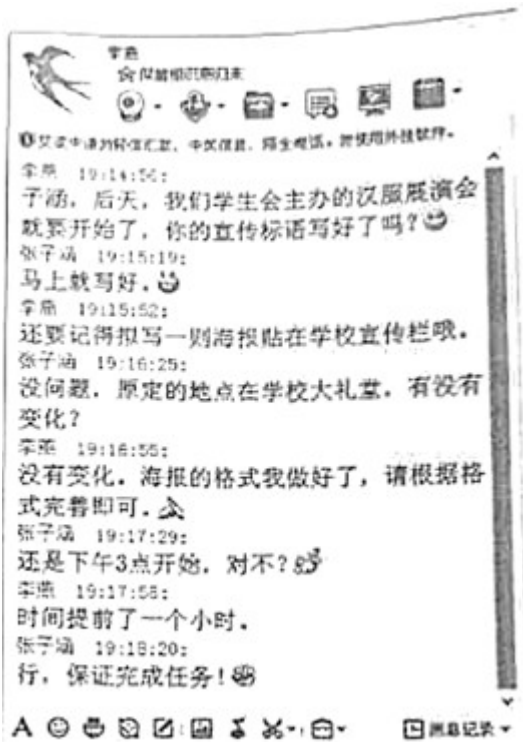 李燕
李燕 19:14:56:
子涵，后天，我们学生会主办的汉服展演会
就要开始了，你的宣传标语写好了吗？
张子涵 19:15:19:
马上就写好.
李燕 19:15:52:
还要记得拟写一则海报贴在学校宣传栏哦。
张子涵 19:16:25:
没问题，原定的地点在学校大礼堂，有没有
变化？
李燕 19:16:55:
没有变化。海报的格式我做好了，请根据格
式完善即可.
张子涵 19:17:29:
还是下午3点开始，对不？
李燕 19:17:58:
时间提前了一个小时.
张子涵 19:18:20:
行，保证完成任务！
A
消息记录